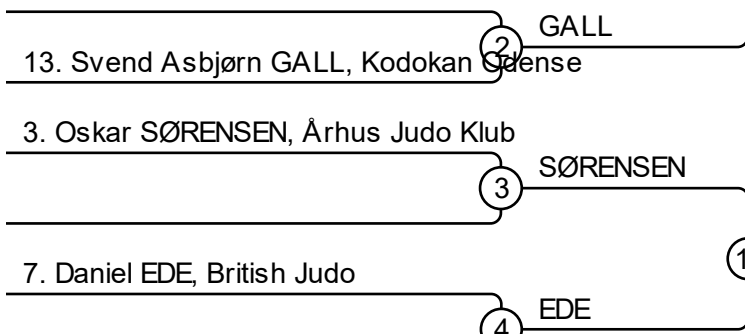 GALL
2
13. Svend Asbjørn GALL, Kodokan Odense
3. Oskar SØRENSEN, Århus Judo Klub
SØRENSEN
3
7. Daniel EDE, British Judo
EDE
4